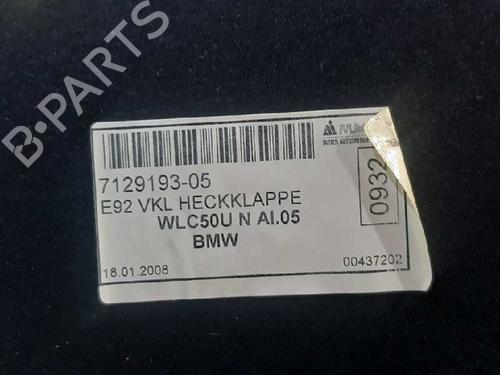 B-PARTS
7129193-05
E92 VKL HECKKLAPPE
WLC50U N AI.05
BMW
18.01.2008
0932
00437202